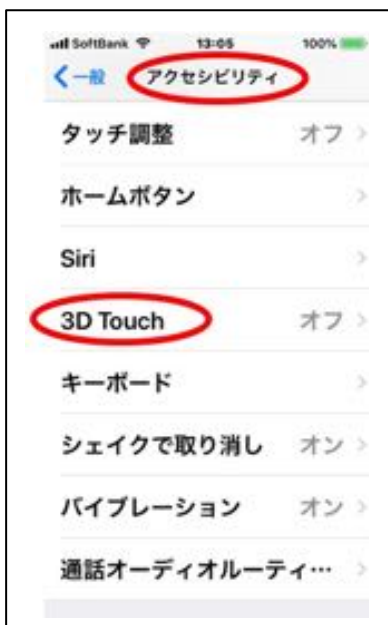 SoftBank 13:05 100%
一般 アクセシビリティ
タッチ調整 オフ
ホームボタン
Siri
3D Touch オフ
キーボード
シェイクで取り消し オン
バイブレーション オン
通話オーディオルーティ…